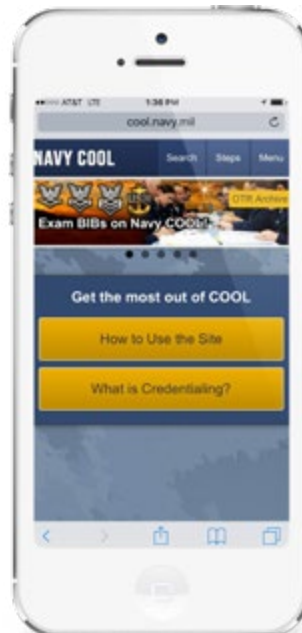 AT&T LTE 1:36 PM
cool.navy.mil
NAVY COOL Search Steps Menu
OTR Archive
Exam BIBs on Navy COOL!
Get the most out of COOL
How to Use the Site
What is Credentialing?